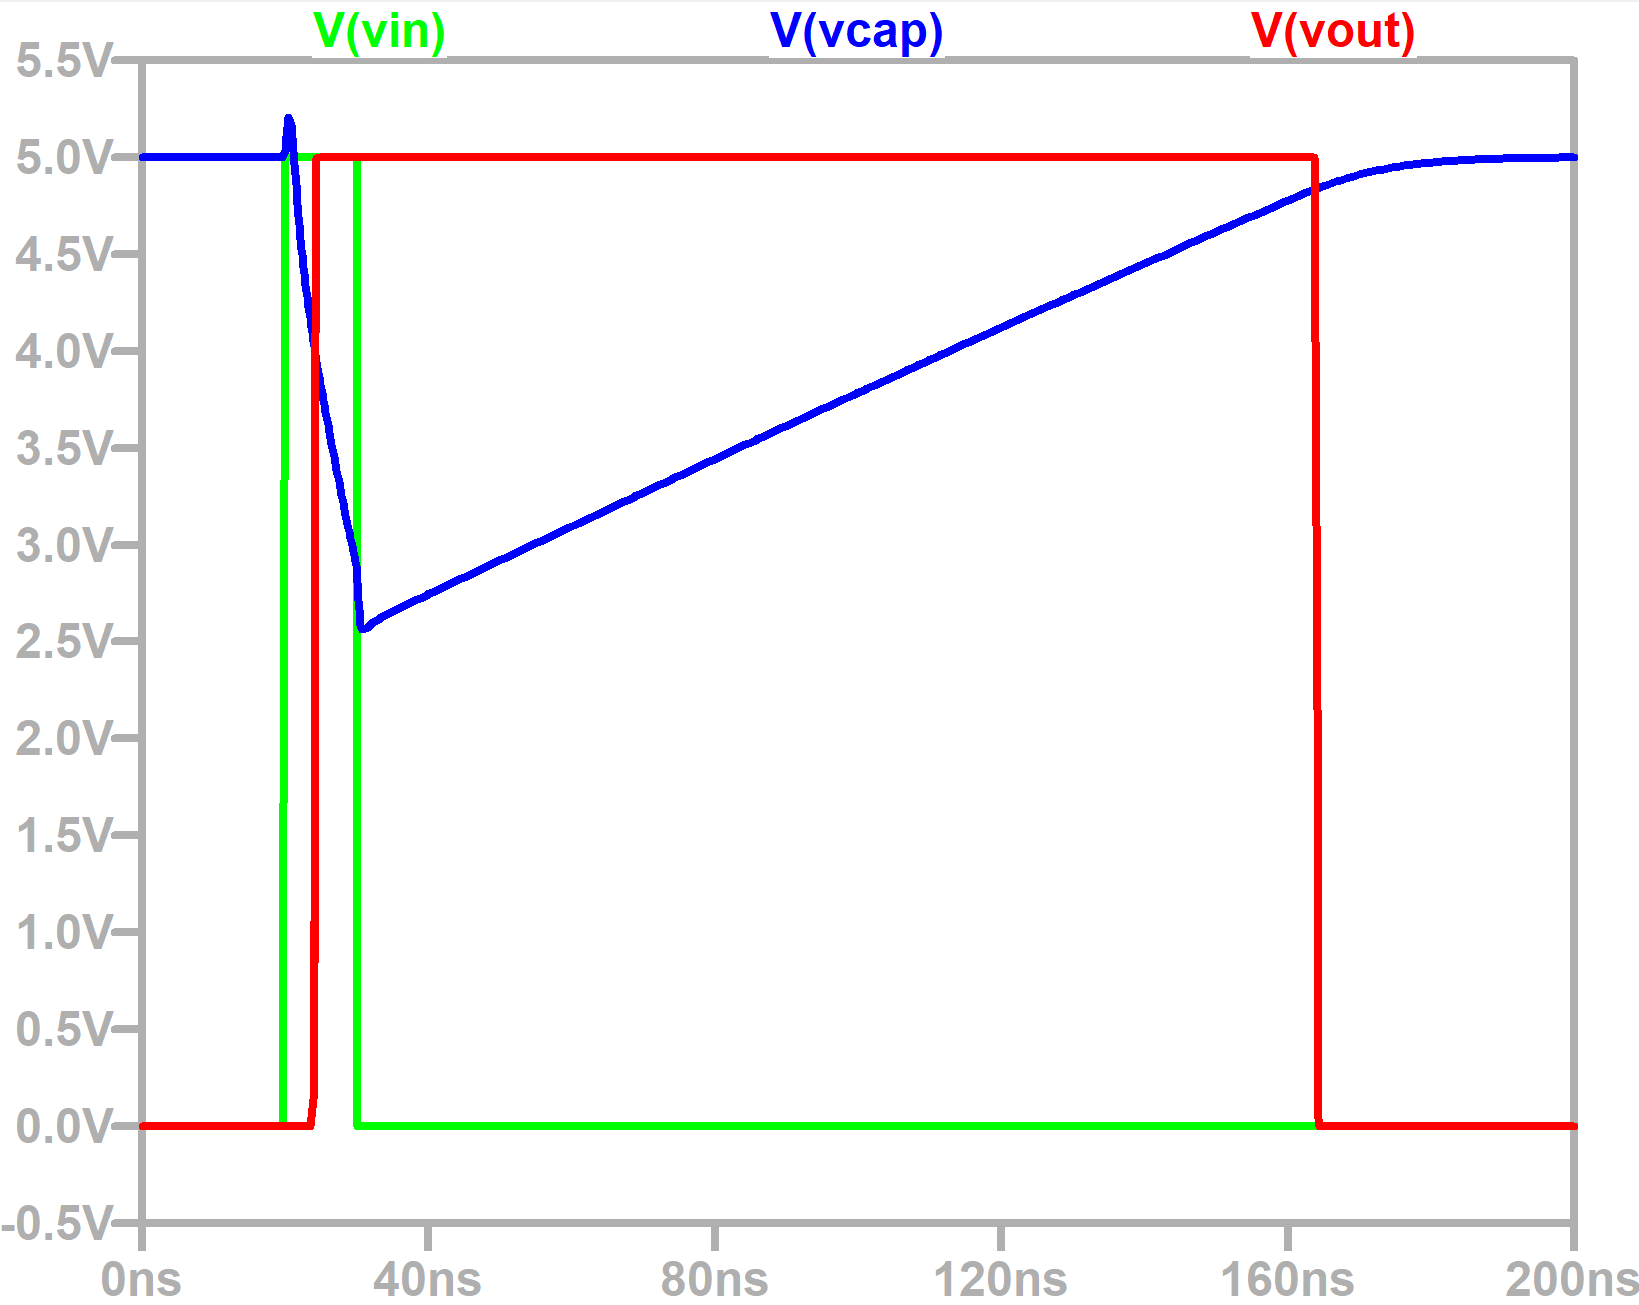 V(vin) V(vcap) V(vout)
5.5V
5.0V
4.5V
4.0V
3.5V
3.0V
2.5V
2.0V
1.5V
1.0V
0.5V
0.0V
-0.5V
0ns 40ns 80ns 120ns 160ns 200ns